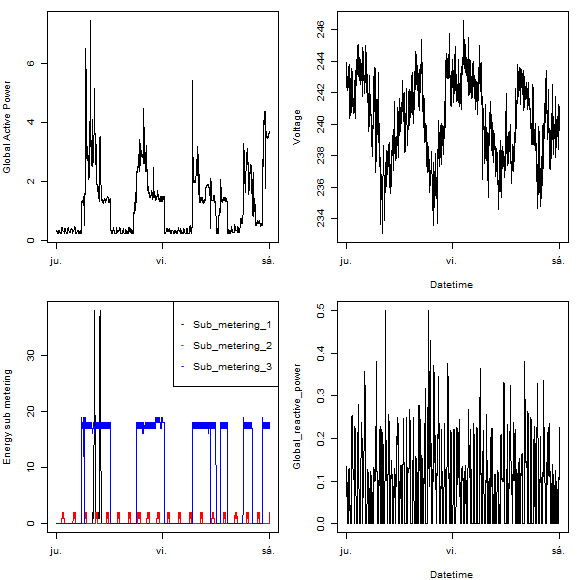 Global Active Power
0 2 4 6
ju. vi. sá.
Voltage
234 236 238 240 242 244 246
ju. vi. sá.
Datetime
Energy sub metering
0 10 20 30
Sub_metering_1
Sub_metering_2
Sub_metering_3
ju. vi. sá.
Global_reactive_power
0.0 0.1 0.2 0.3 0.4 0.5
ju. vi. sá.
Datetime